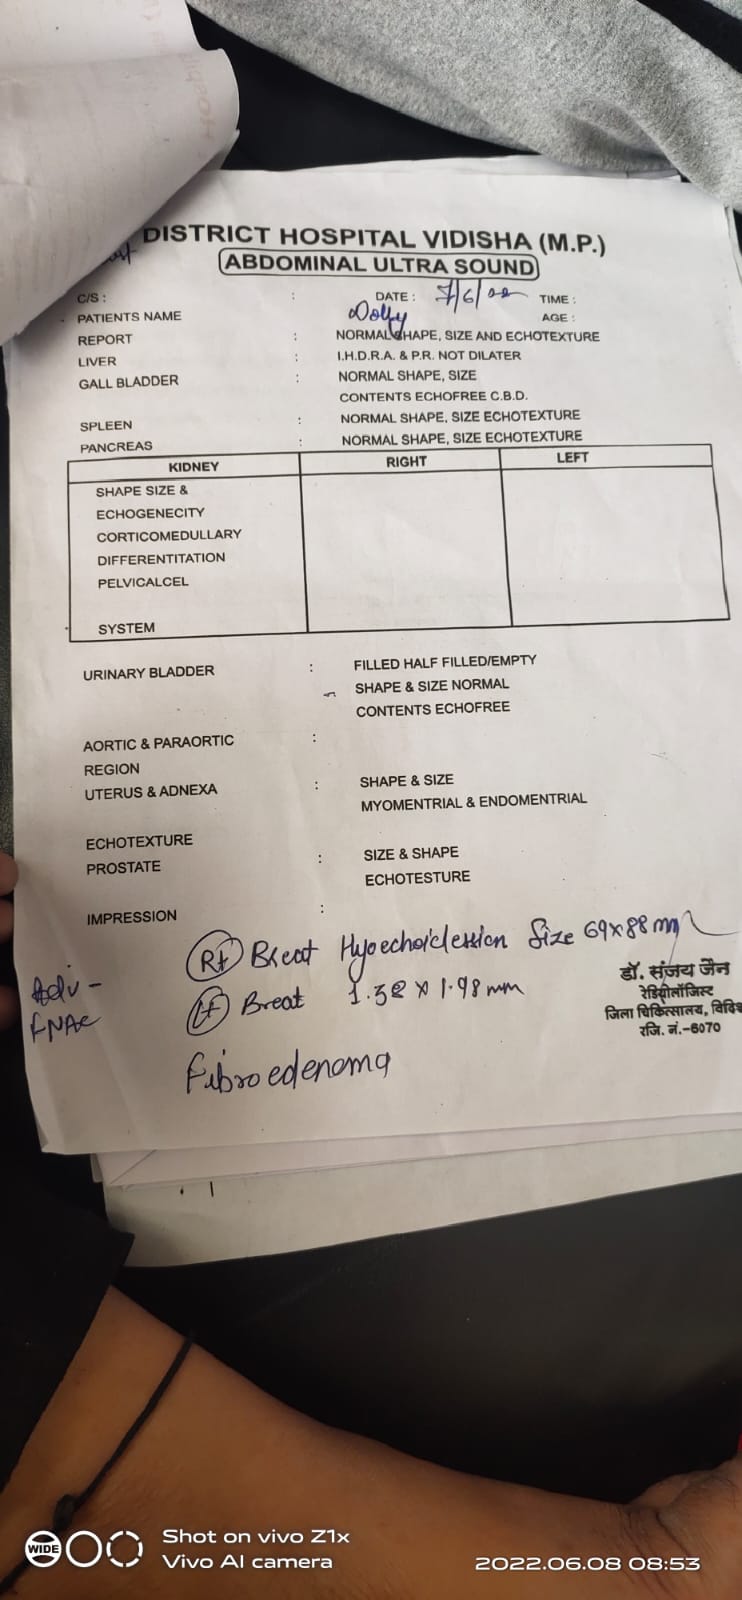 DISTRICT HOSPITAL VIDISHA (M.P.)
ABDOMINAL ULTRA SOUND
C/S : : DATE : 7/6/22 TIME :
PATIENTS NAME Dolly AGE :
REPORT : NORMAL SHAPE, SIZE AND ECHOTEXTURE
LIVER : I.H.D.R.A. & P.R. NOT DILATER
GALL BLADDER : NORMAL SHAPE, SIZE
CONTENTS ECHOFREE C.B.D.
SPLEEN : NORMAL SHAPE, SIZE ECHOTEXTURE
PANCREAS : NORMAL SHAPE, SIZE ECHOTEXTURE
KIDNEY RIGHT LEFT
SHAPE SIZE &
ECHOGENECITY
CORTICOMEDULLARY
DIFFERENTITATION
PELVICALCEL
SYSTEM
URINARY BLADDER : FILLED HALF FILLED/EMPTY
SHAPE & SIZE NORMAL
CONTENTS ECHOFREE
AORTIC & PARAORTIC :
REGION
UTERUS & ADNEXA : SHAPE & SIZE
MYOMENTRIAL & ENDOMENTRIAL
ECHOTEXTURE
PROSTATE : SIZE & SHAPE
ECHOTESTURE
IMPRESSION :
Rt Breat Hypoechoic lession Size 69x88 mm
Lt Breat 1.38 x 1.98 mm
Fibroedenoma
Adv -
FNAC
डॉ. संजय जैन
रेडियोलॉजिस्ट
जिला चिकित्सालय,
रजि. नं.-6070
WIDE
Shot on vivo Z1x
Vivo AI camera
2022.06.08 08:53